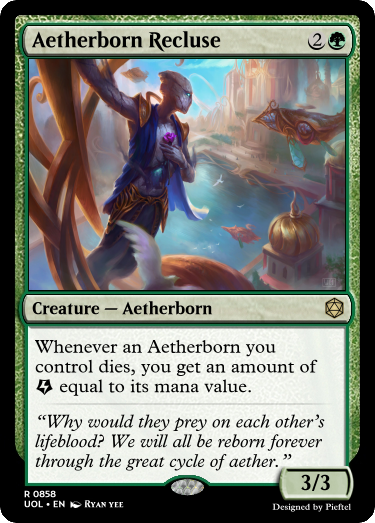 Aetherborn Recluse 2
Creature — Aetherborn
Whenever an Aetherborn you
control dies, you get an amount of
equal to its mana value.
“Why would they prey on each other’s
lifeblood? We will all be reborn forever
through the great cycle of aether.”
3/3
R 0858
UOL • EN Ryan Yee
Designed by Pieftel